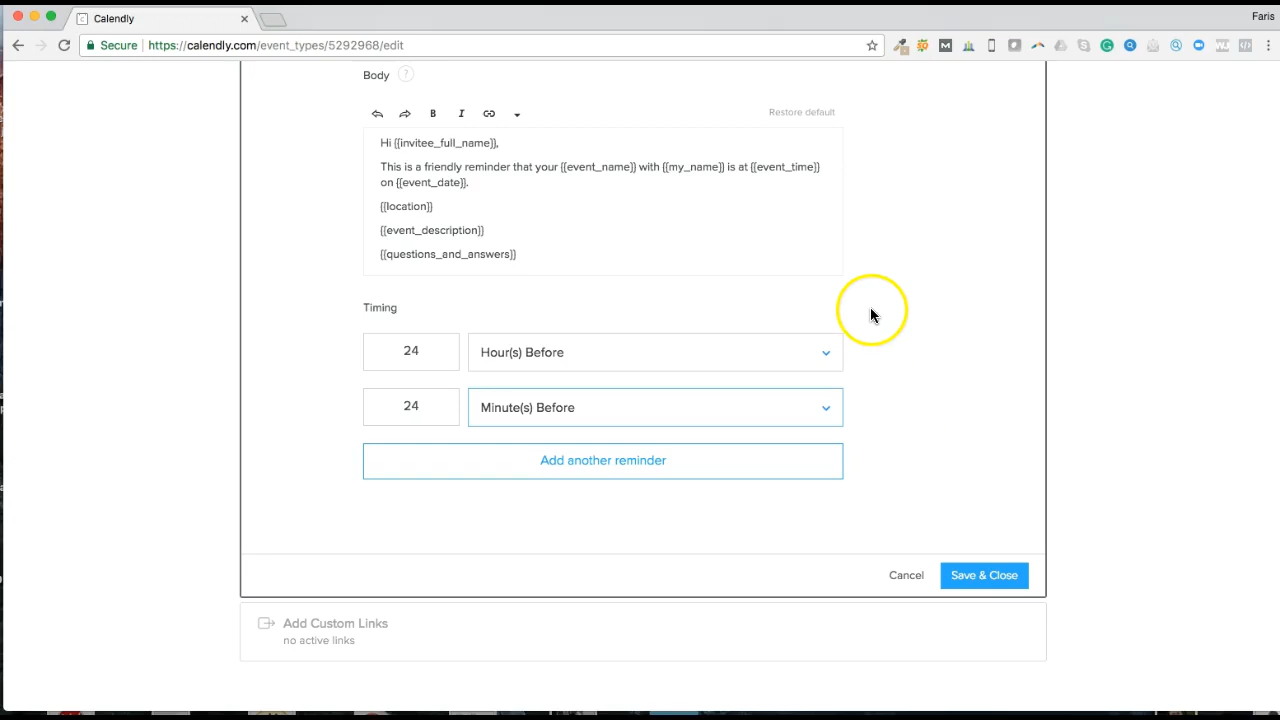 Calendly
Faris
Secure https://calendly.com/event_types/5292968/edit
Body ?
B I
Restore default
Hi {{invitee_full_name}},
This is a friendly reminder that your {{event_name}} with {{my_name}} is at {{event_time}}
on {{event_date}}.
{{location}}
{{event_description}}
{{questions_and_answers}}
Timing
24 Hour(s) Before
24 Minute(s) Before
Add another reminder
Cancel Save & Close
Add Custom Links
no active links